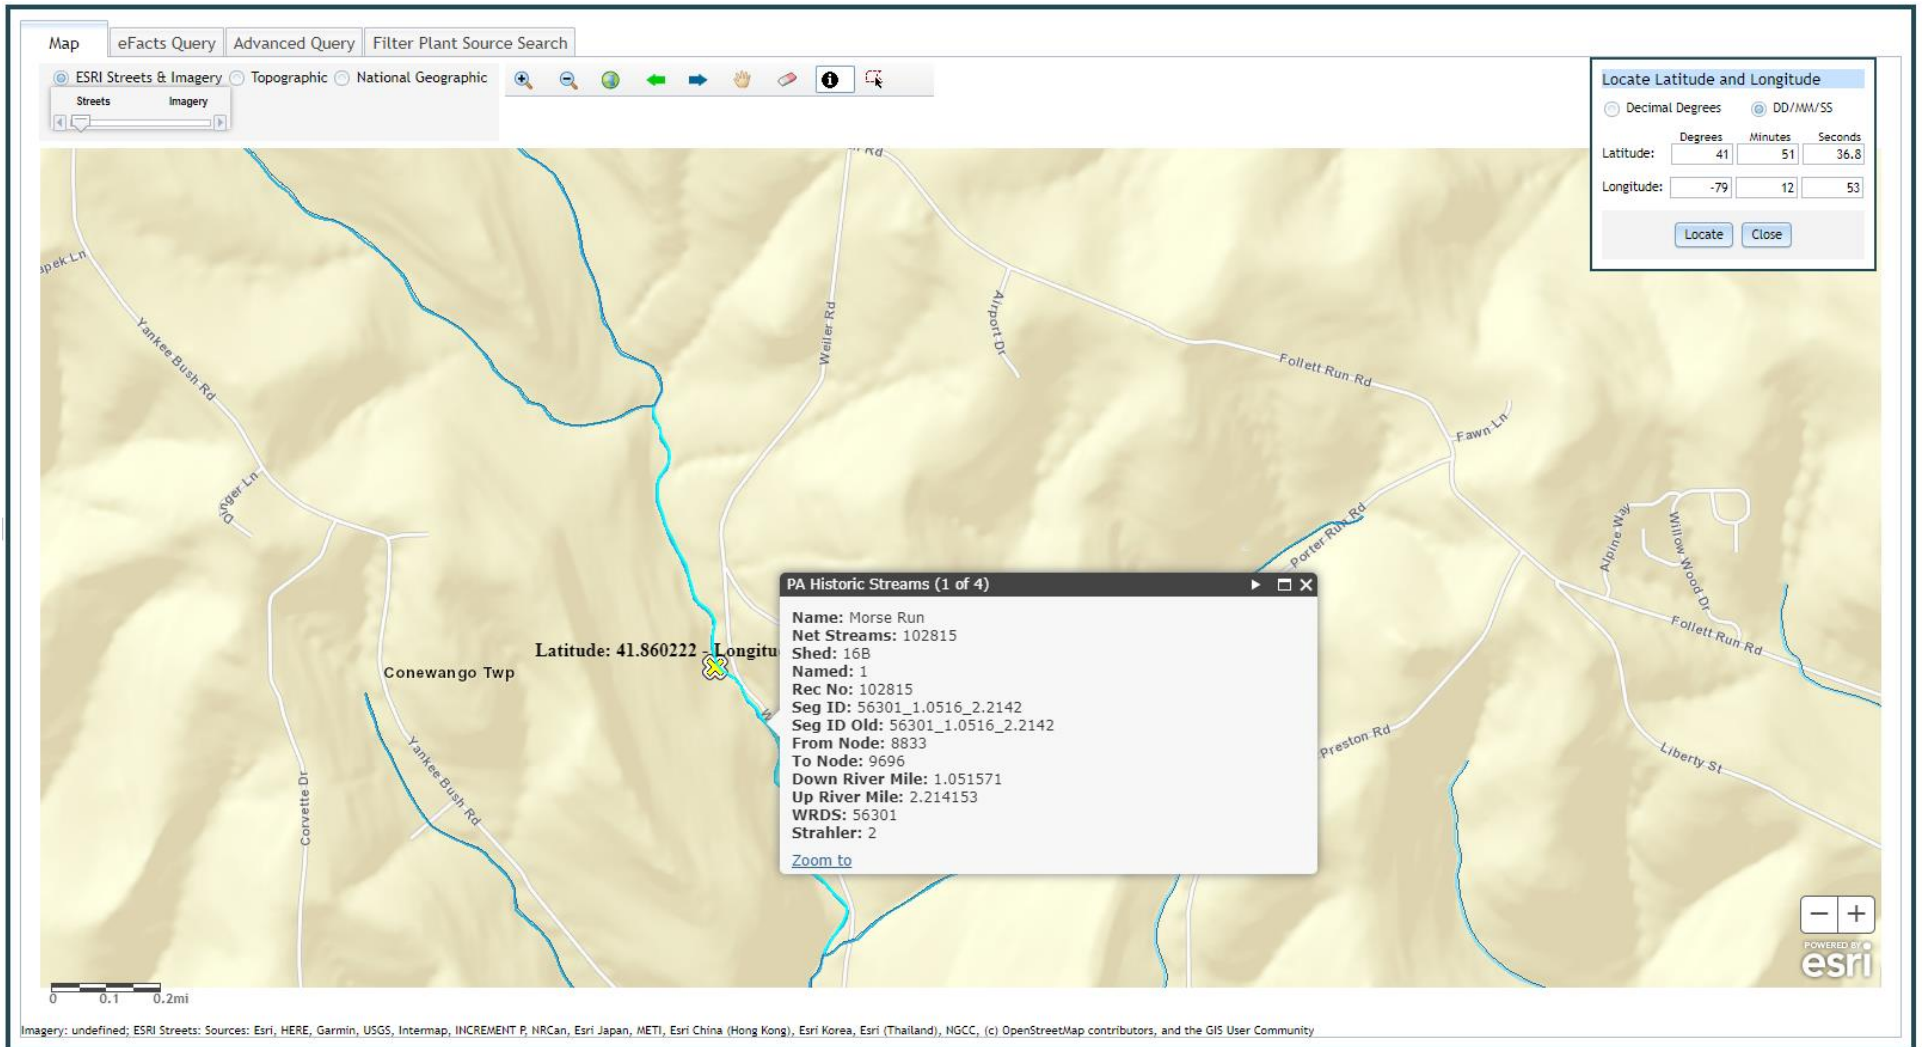 Map eFacts Query Advanced Query Filter Plant Source Search
ESRI Streets & Imagery Topographic National Geographic
Streets Imagery
Locate Latitude and Longitude
Decimal Degrees DD/MM/SS
Degrees Minutes Seconds
Latitude: 41 51 36.8
Longitude: -79 12 53
Locate Close
Rd
apek Ln
Yankee Bush Rd
Weiler Rd
Airport Dr
Follett Run Rd
Fawn Ln
Dinger Ln
Porter Run Rd
Alpine Way
Willow Wood Dr
Follett Run Rd
Latitude: 41.860222 - Longitu
Conewango Twp
W
PA Historic Streams (1 of 4)
Name: Morse Run
Net Streams: 102815
Shed: 16B
Named: 1
Rec No: 102815
Seg ID: 56301_1.0516_2.2142
Seg ID Old: 56301_1.0516_2.2142
From Node: 8833
To Node: 9696
Down River Mile: 1.051571
Up River Mile: 2.214153
WRDS: 56301
Strahler: 2
Zoom to
Preston Rd
Liberty St
Corvette Dr
Yankee Bush Rd
POWERED BY
esri
0 0.1 0.2mi
Imagery: undefined; ESRI Streets: Sources: Esri, HERE, Garmin, USGS, Intermap, INCREMENT P, NRCan, Esri Japan, METI, Esri China (Hong Kong), Esri Korea, Esri (Thailand), NGCC, (c) OpenStreetMap contributors, and the GIS User Community